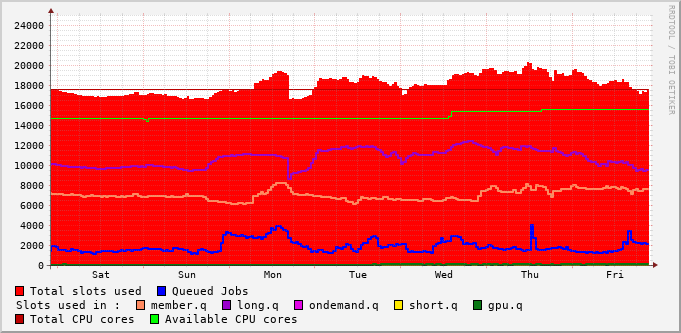 RRDTOOL / TOBI OETIKER
24000
22000
20000
18000
16000
14000
12000
10000
8000
6000
4000
2000
0
Sat Sun Mon Tue Wed Thu Fri
Total slots used Queued Jobs
Slots used in : member.q long.q ondemand.q short.q gpu.q
Total CPU cores Available CPU cores